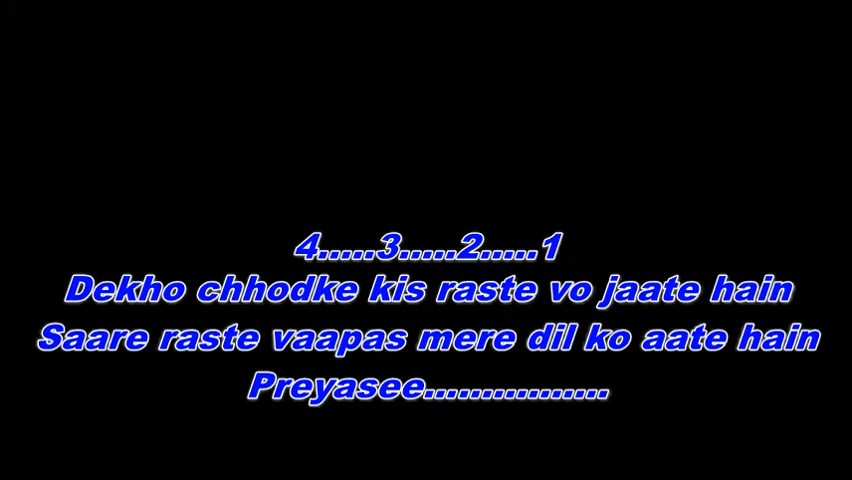 4.....3.....2.....1
Dekho chhodke kis raste vo jaate hain
Saare raste vaapas mere dil ko aate hain
Preyasee................